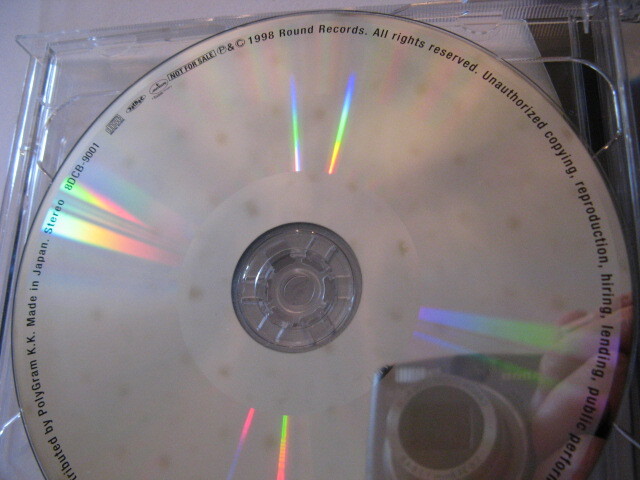 ℗ & © 1998 Round Records. All rights reserved. Unauthorized copying, reproduction, hiring, lending, public perfor
NOT FOR SALE
8DCB-9001
Stereo
tributed by PolyGram K.K. Made in Japan.